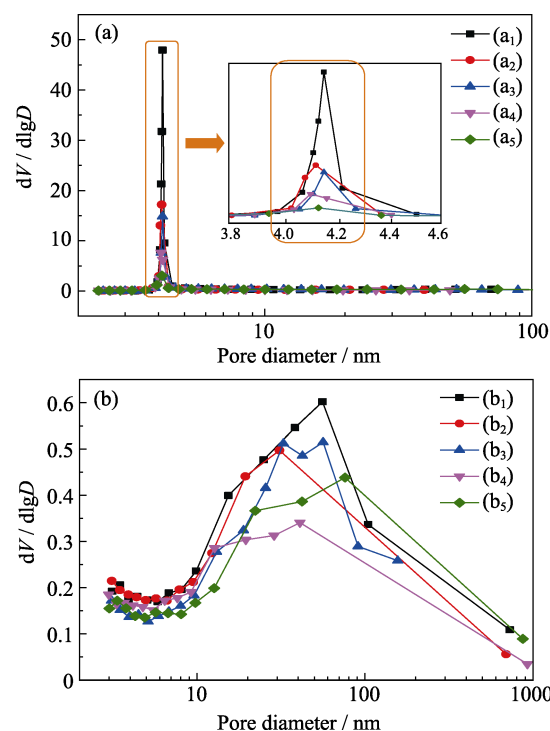 (a)
50
40
30
20
10
0
dV / dlgD
(a₁)
(a₂)
(a₃)
(a₄)
(a₅)
3.8 4.0 4.2 4.4 4.6
10 100
Pore diameter / nm
(b)
0.6
0.5
0.4
0.3
0.2
0.1
0
dV / dlgD
(b₁)
(b₂)
(b₃)
(b₄)
(b₅)
10 100 1000
Pore diameter / nm